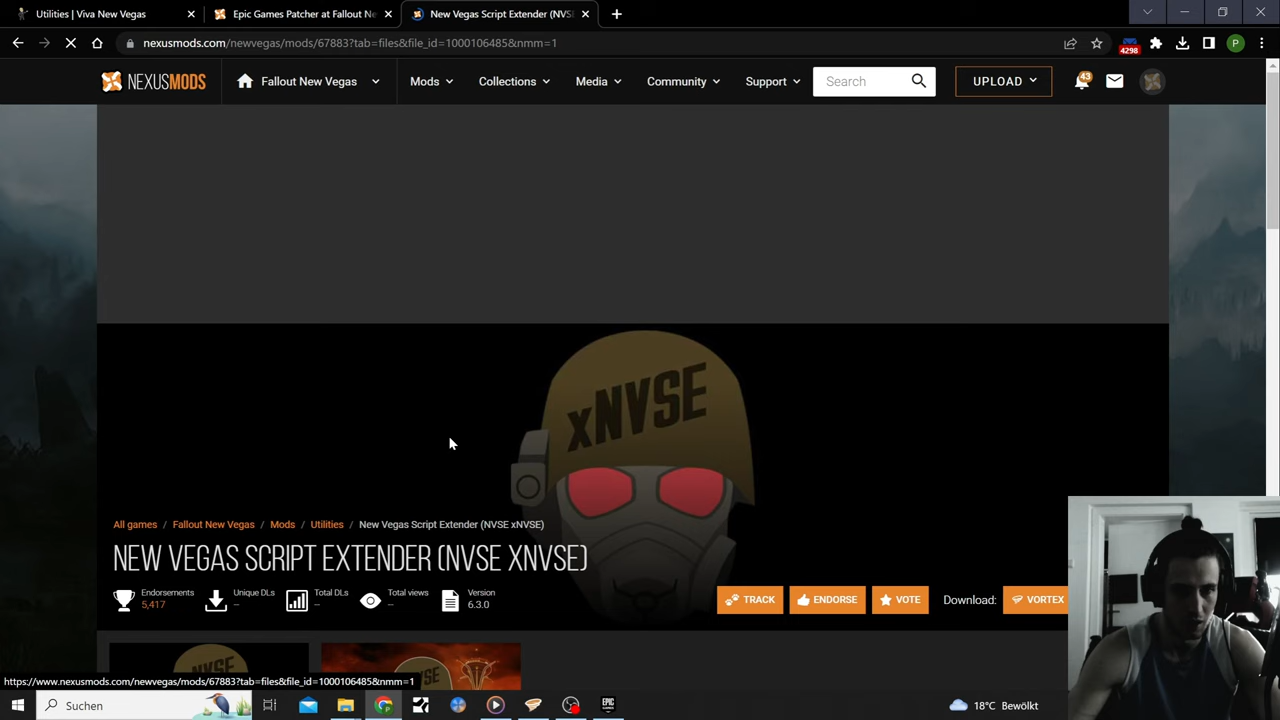 Utilities | Viva New Vegas
Epic Games Patcher at Fallout Ne
New Vegas Script Extender (NVSE
nexusmods.com/newvegas/mods/67883?tab=files&file_id=1000106485&nmm=1
4298
P
NEXUSMODS
Fallout New Vegas
Mods
Collections
Media
Community
Support
Search
UPLOAD
43
xNVSE
All games / Fallout New Vegas / Mods / Utilities / New Vegas Script Extender (NVSE xNVSE)
NEW VEGAS SCRIPT EXTENDER (NVSE XNVSE)
Endorsements
5,417
Unique DLs
--
Total DLs
--
Total views
--
Version
6.3.0
TRACK
ENDORSE
VOTE
Download:
VORTEX
xNVSE
https://www.nexusmods.com/newvegas/mods/67883?tab=files&file_id=1000106485&nmm=1
Suchen
EPIC
GAMES
18°C Bewölkt